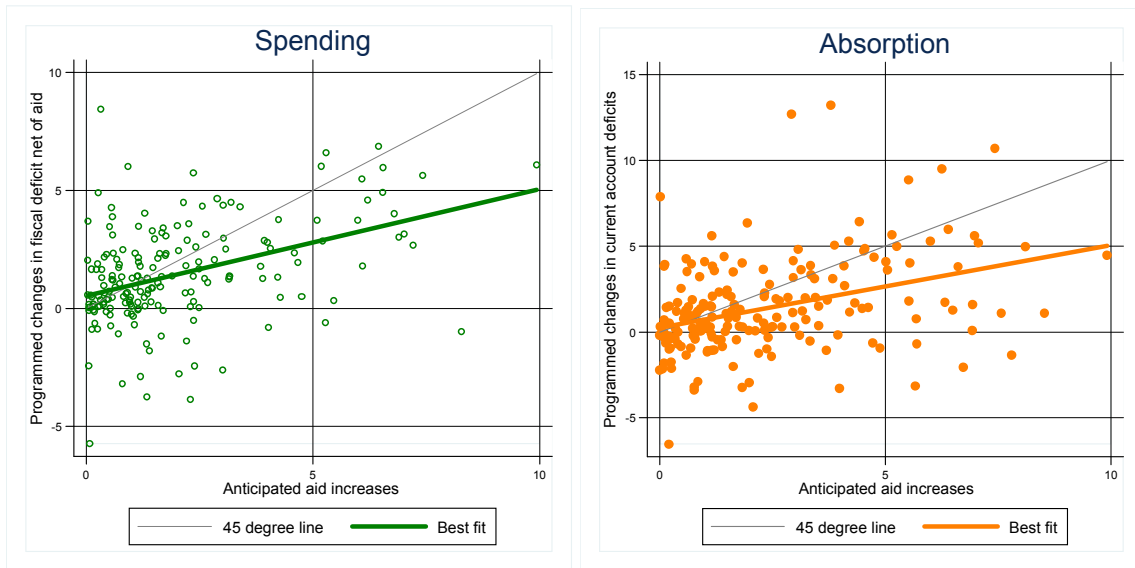 Spending
Programmed changes in fiscal deficit net of aid
10
5
0
-5
0
5
10
Anticipated aid increases
45 degree line
Best fit
Absorption
Programmed changes in current account deficits
15
10
5
0
-5
0
5
10
Anticipated aid increases
45 degree line
Best fit